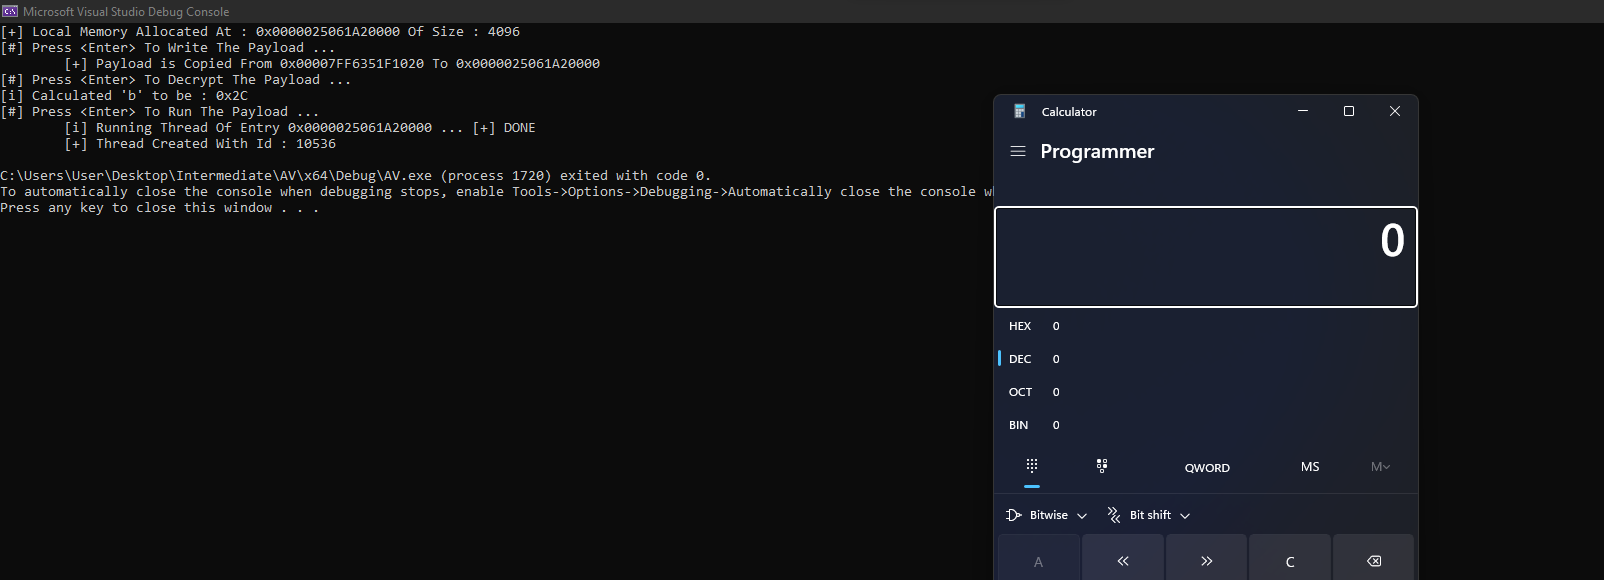 Microsoft Visual Studio Debug Console
[+] Local Memory Allocated At : 0x0000025061A20000 Of Size : 4096
[#] Press <Enter> To Write The Payload ...
[+] Payload is Copied From 0x00007FF6351F1020 To 0x0000025061A20000
[#] Press <Enter> To Decrypt The Payload ...
[i] Calculated 'b' to be : 0x2C
[#] Press <Enter> To Run The Payload ...
[i] Running Thread Of Entry 0x0000025061A20000 ... [+] DONE
[+] Thread Created With Id : 10536
C:\Users\User\Desktop\Intermediate\AV\x64\Debug\AV.exe (process 1720) exited with code 0.
To automatically close the console when debugging stops, enable Tools->Options->Debugging->Automatically close the console w
Press any key to close this window . . .
Calculator
Programmer
0
HEX 0
DEC 0
OCT 0
BIN 0
QWORD MS M
Bitwise Bit shift
A « » C